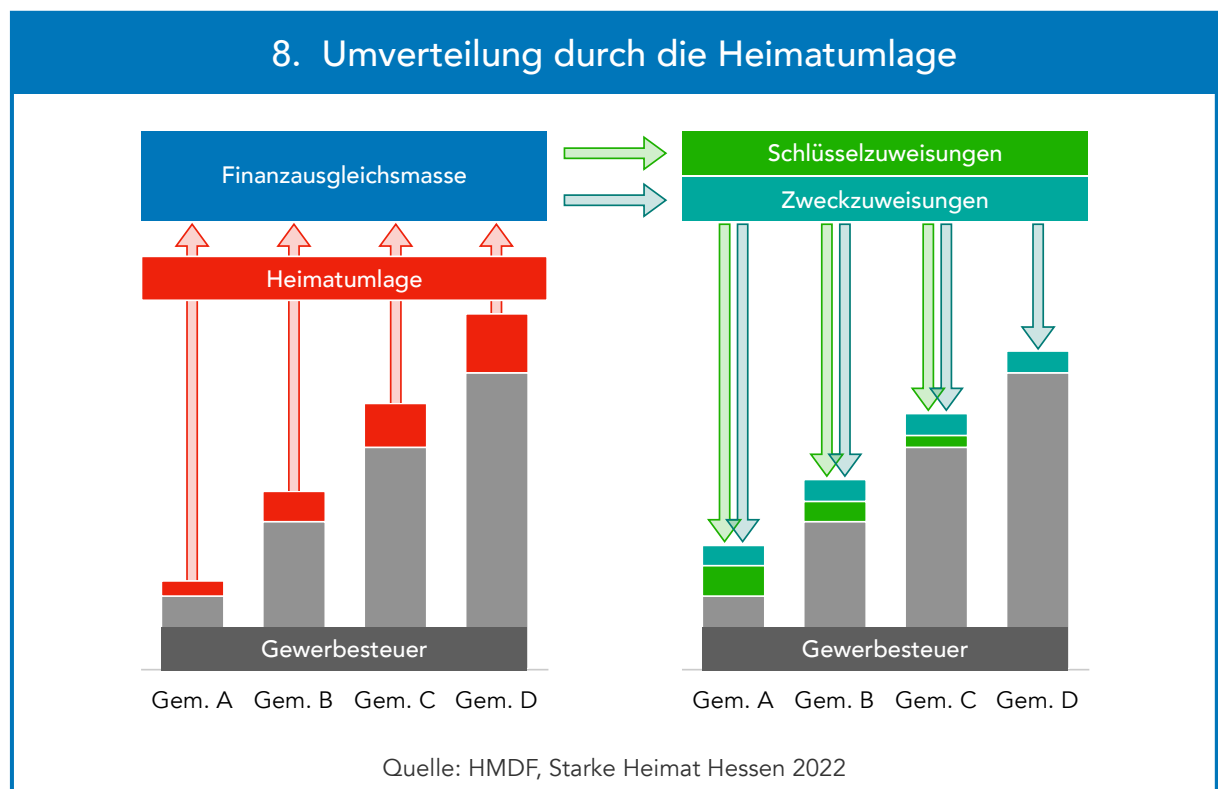 8. Umverteilung durch die Heimatumlage
Finanzausgleichsmasse
Schlüsselzuweisungen
Zweckzuweisungen
Heimatumlage
Gewerbesteuer
Gewerbesteuer
Gem. A Gem. B Gem. C Gem. D
Gem. A Gem. B Gem. C Gem. D
Quelle: HMDF, Starke Heimat Hessen 2022